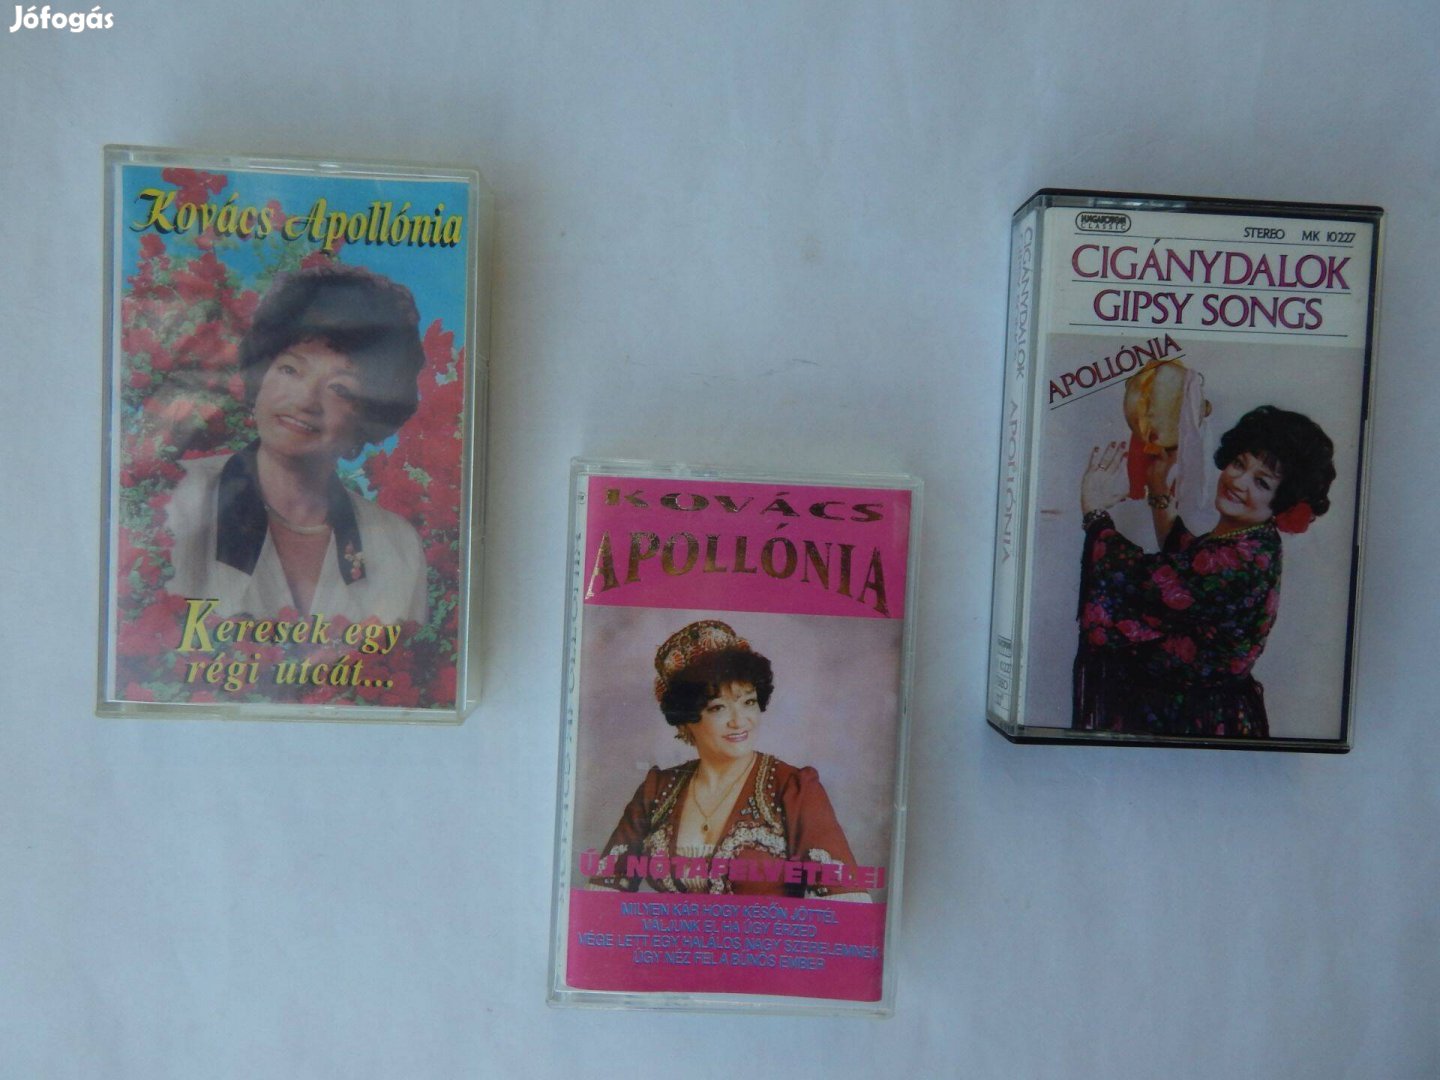 Jófogás
Kovács Apollónia
Keresek egy
régi utcát...
KOVÁCS
APOLLÓNIA
ÚJ NÓTAFELVÉTELEI
MILYEN KÁR HOGY KÉSŐN JÖTTÉL
VÁLJUNK EL HA ÚGY ÉRZED
VÉGE LETT EGY HALÁLOS NAGY SZERELEMNEK
ÚGY NÉZ FEL A BŰNÖS EMBER
HUNGAROTON
CLASSIC
STEREO MK 10227
CIGÁNYDALOK
GIPSY SONGS
APOLLÓNIA
CIGÁNYDALOK APOLLÓNIA